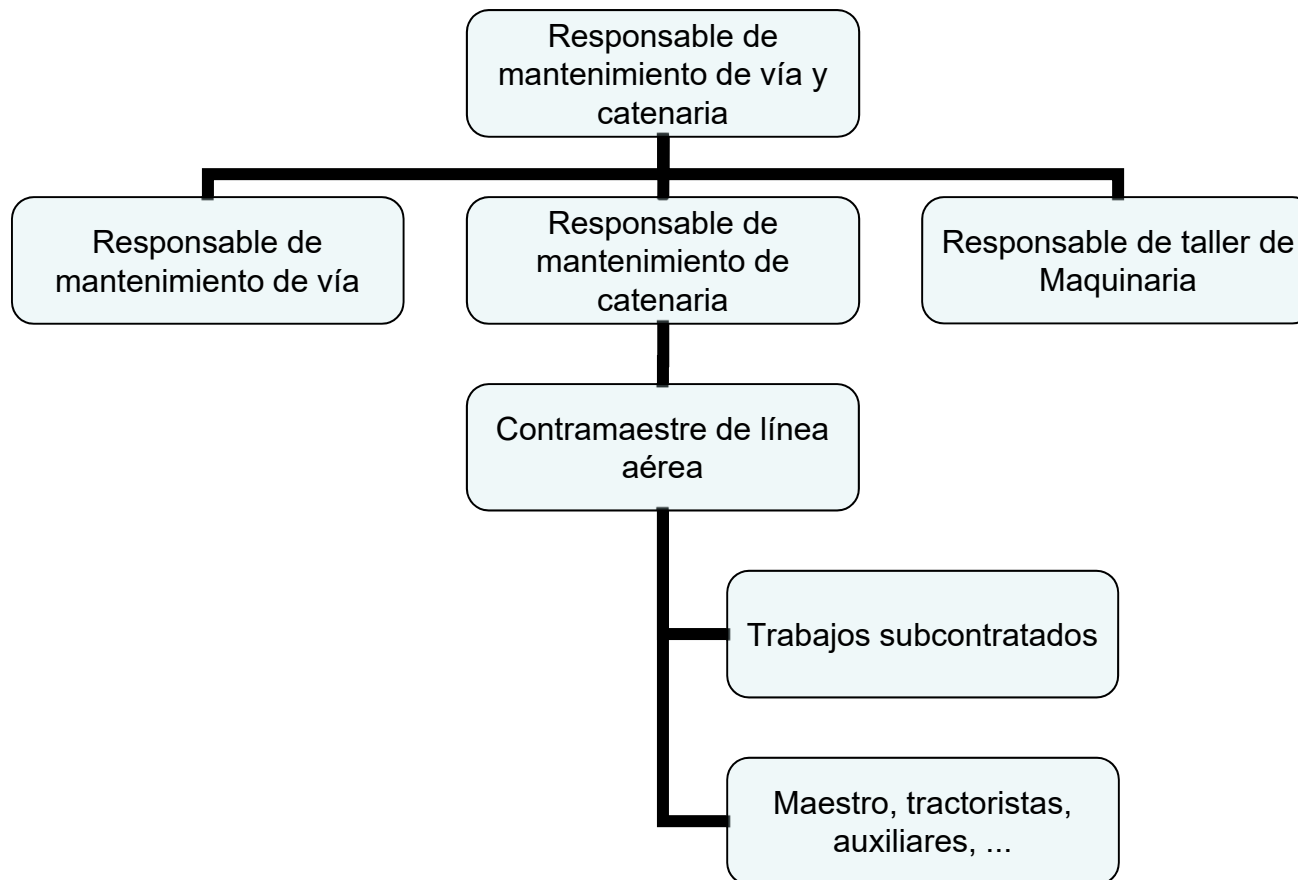 Responsable de
mantenimiento de vía y
catenaria
Responsable de
mantenimiento de vía
Responsable de
mantenimiento de
catenaria
Responsable de taller de
Maquinaria
Contramaestre de línea
aérea
Trabajos subcontratados
Maestro, tractoristas,
auxiliares, ...